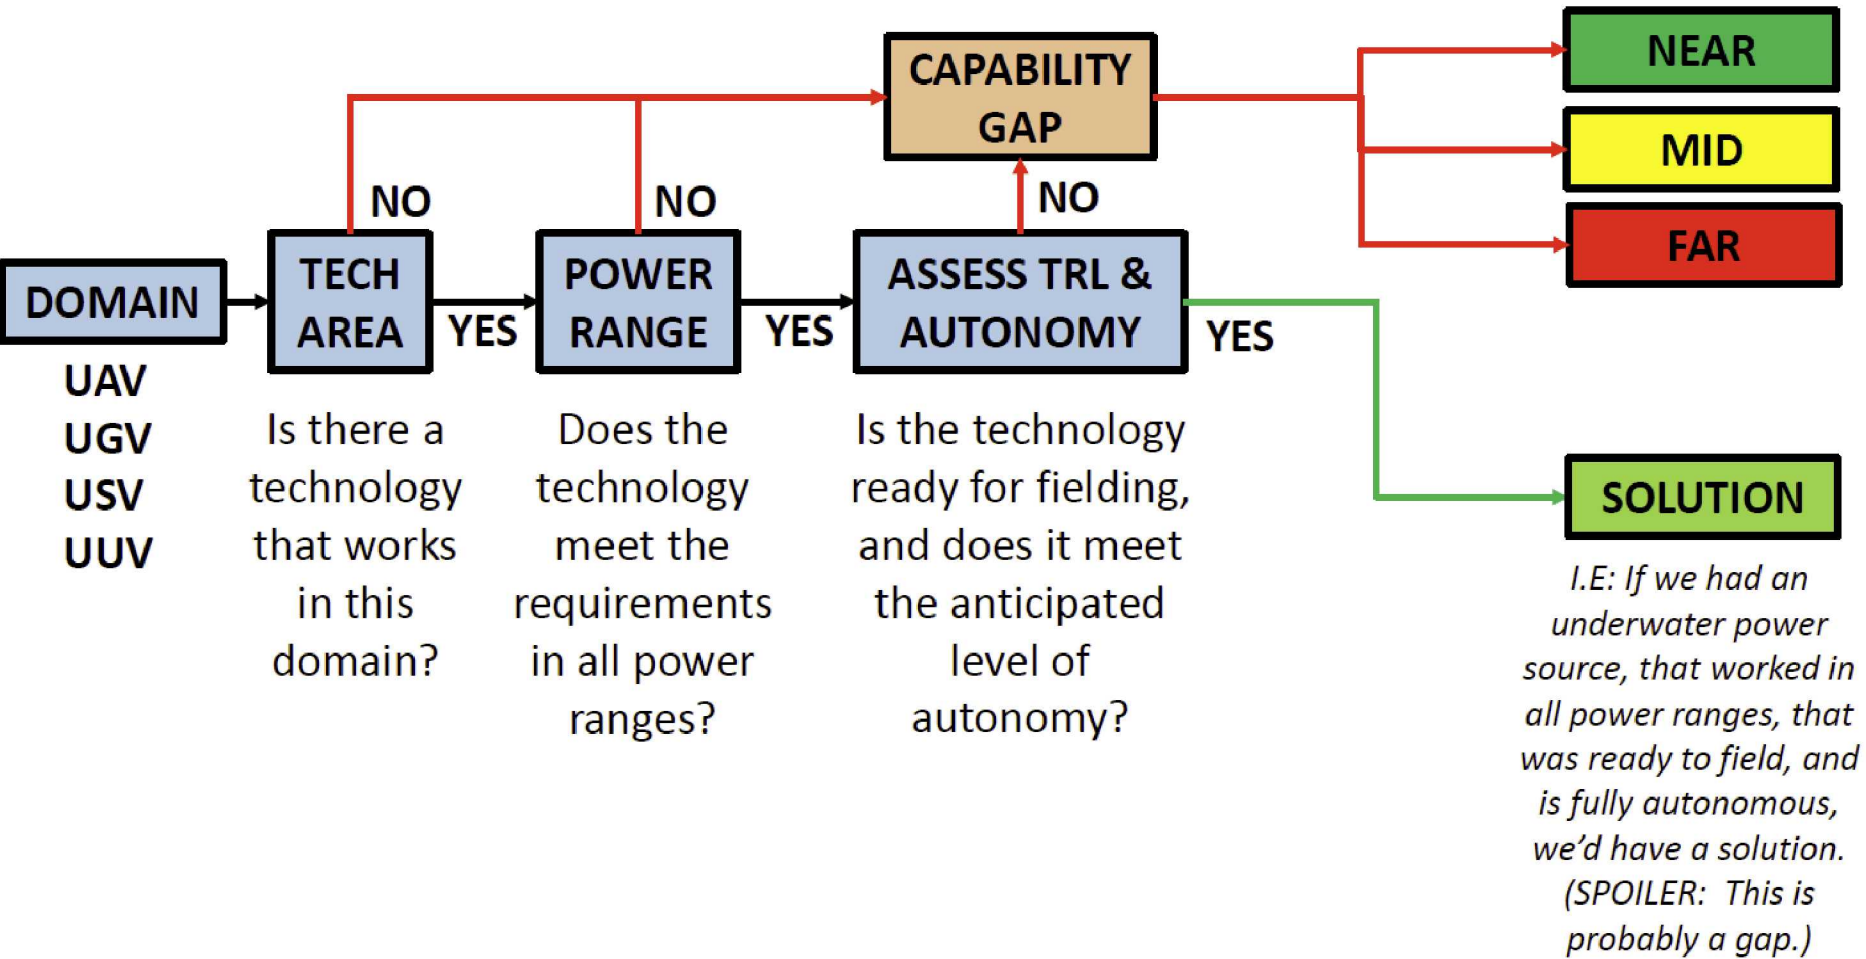 CAPABILITY
GAP
NEAR
MID
FAR
NO
NO
NO
DOMAIN
UAV
UGV
USV
UUV
TECH
AREA
YES
Is there a
technology
that works
in this
domain?
POWER
RANGE
YES
Does the
technology
meet the
requirements
in all power
ranges?
ASSESS TRL &
AUTONOMY
YES
Is the technology
ready for fielding,
and does it meet
the anticipated
level of
autonomy?
SOLUTION
I.E: If we had an
underwater power
source, that worked in
all power ranges, that
was ready to field, and
is fully autonomous,
we'd have a solution.
(SPOILER: This is
probably a gap.)